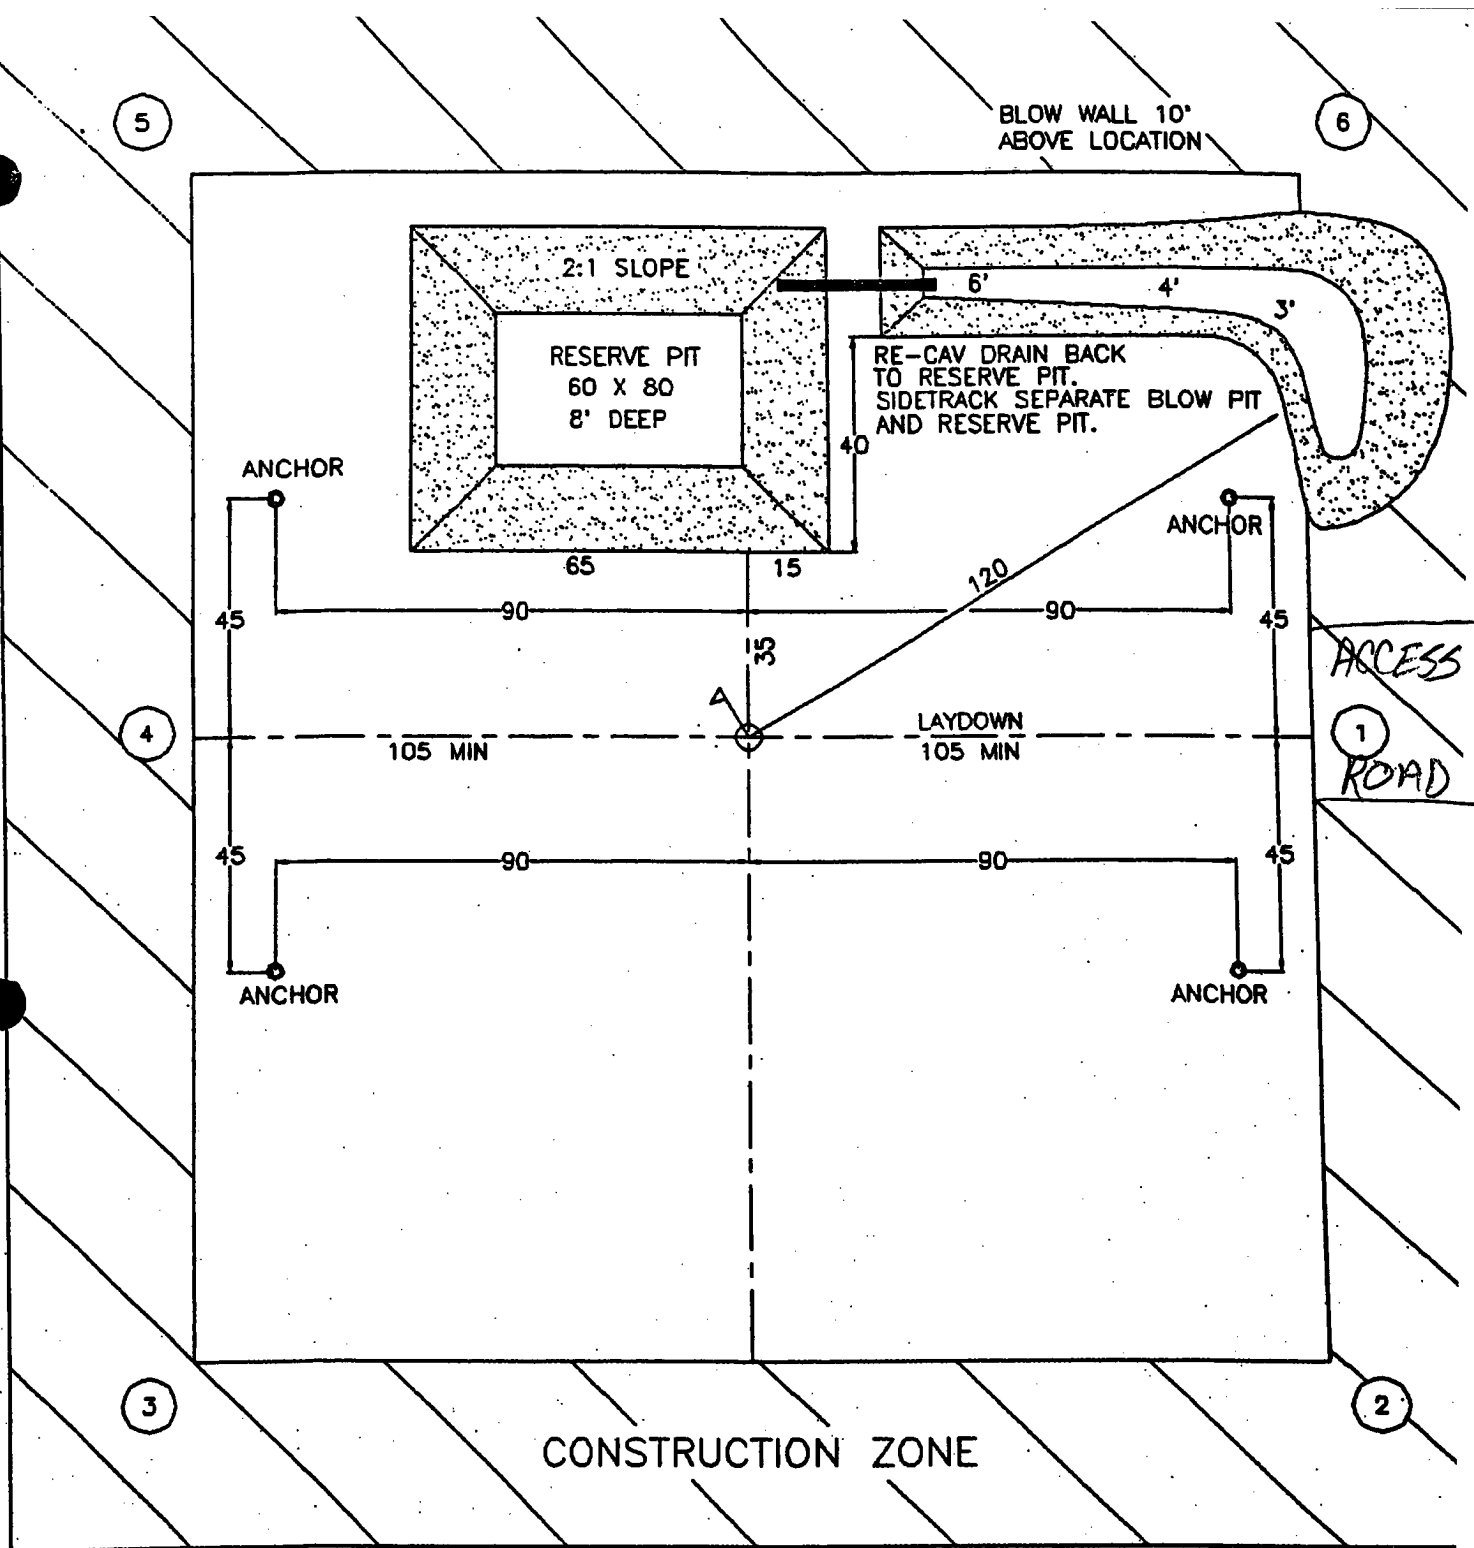 5
BLOW WALL 10'
ABOVE LOCATION
6
2:1 SLOPE
6'
4'
3'
RESERVE PIT
60 X 80
8' DEEP
RE-CAV DRAIN BACK
TO RESERVE PIT.
SIDETRACK SEPARATE BLOW PIT
AND RESERVE PIT.
40
ANCHOR
ANCHOR
65
15
120
45
90
90
45
35
ACCESS
4
LAYDOWN
105 MIN
105 MIN
1
ROAD
45
90
90
45
ANCHOR
ANCHOR
3
2
CONSTRUCTION ZONE